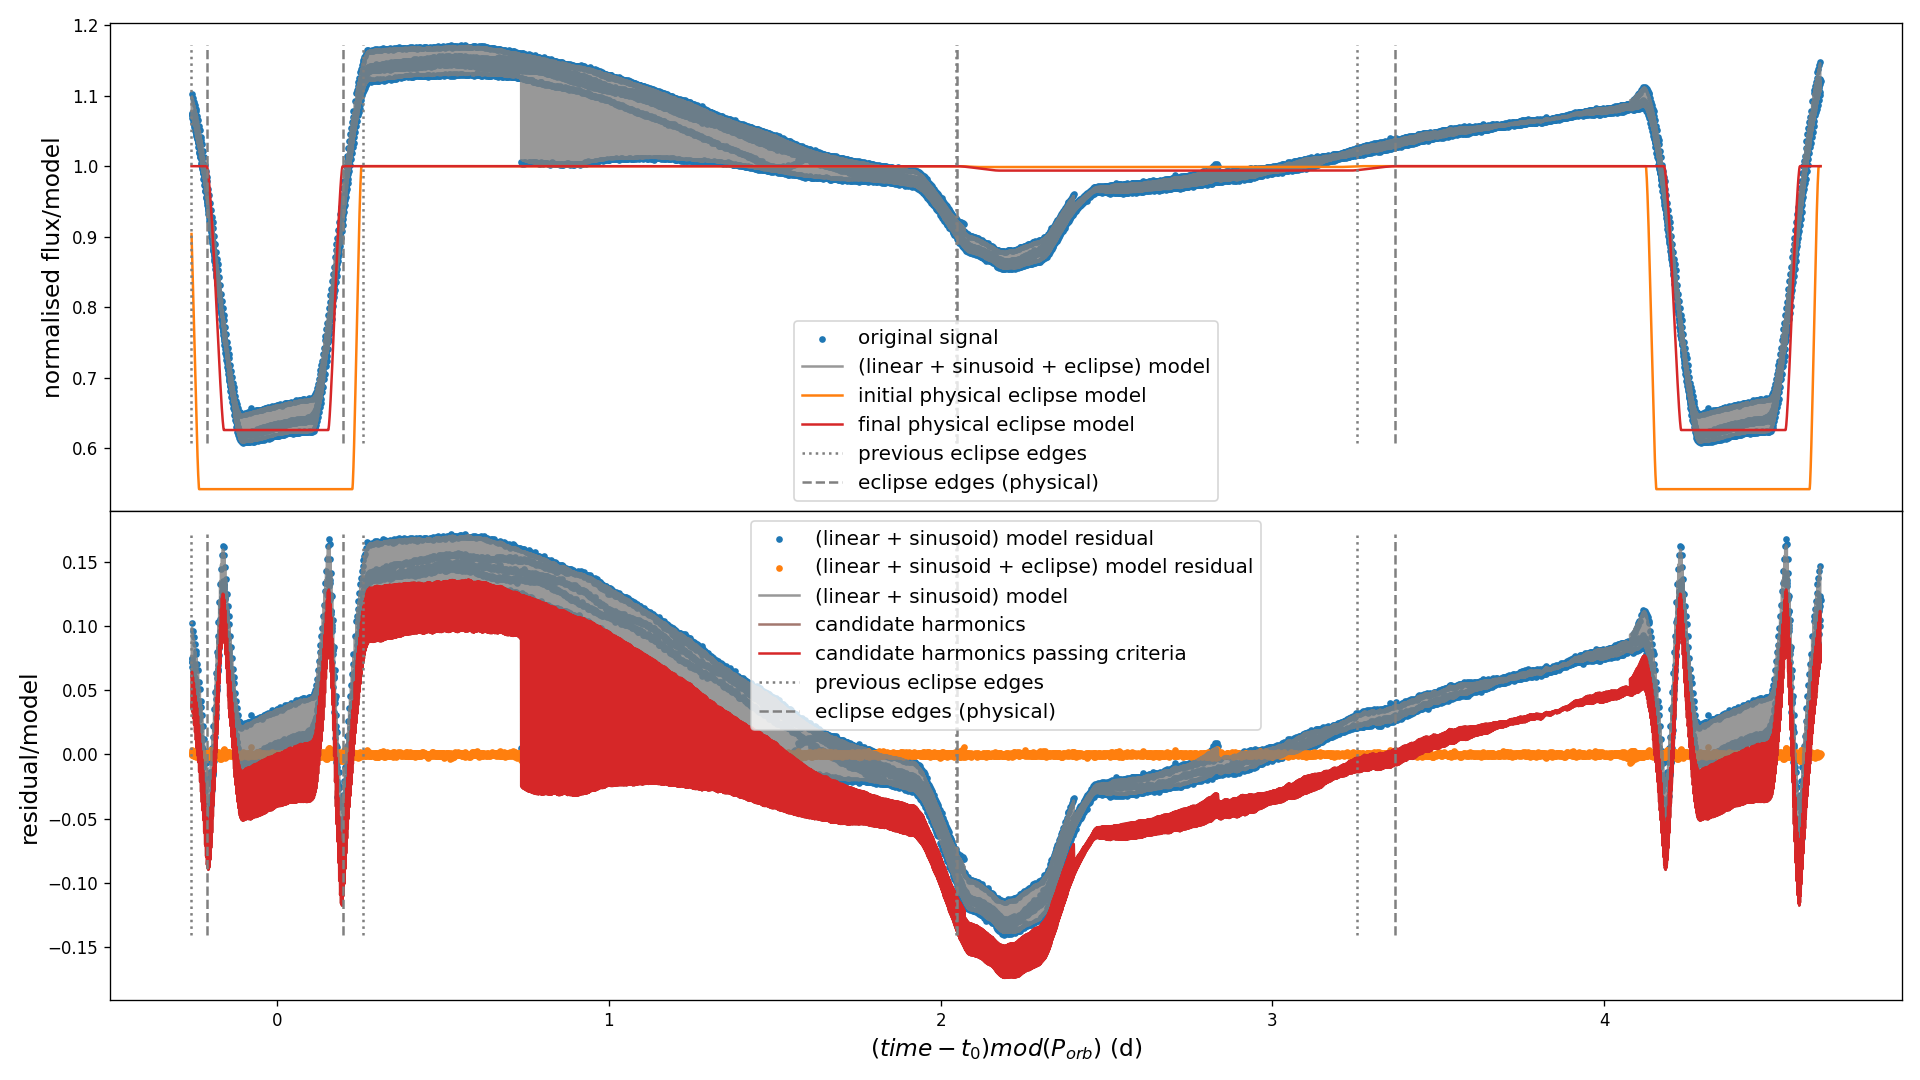 normalised flux/model
1.2
1.1
1.0
0.9
0.8
0.7
0.6
original signal
(linear + sinusoid + eclipse) model
initial physical eclipse model
final physical eclipse model
previous eclipse edges
eclipse edges (physical)
residual/model
0.15
0.10
0.05
0.00
−0.05
−0.10
−0.15
(linear + sinusoid) model residual
(linear + sinusoid + eclipse) model residual
(linear + sinusoid) model
candidate harmonics
candidate harmonics passing criteria
previous eclipse edges
eclipse edges (physical)
0 1 2 3 4
(time − t₀)mod(Pₒᵣb) (d)